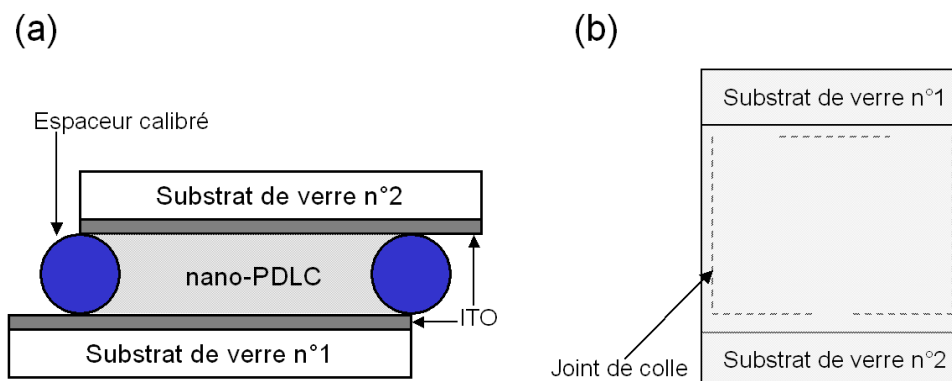 (a)
Espaceur calibré
Substrat de verre n°2
nano-PDLC
ITO
Substrat de verre n°1
(b)
Substrat de verre n°1
Joint de colle
Substrat de verre n°2